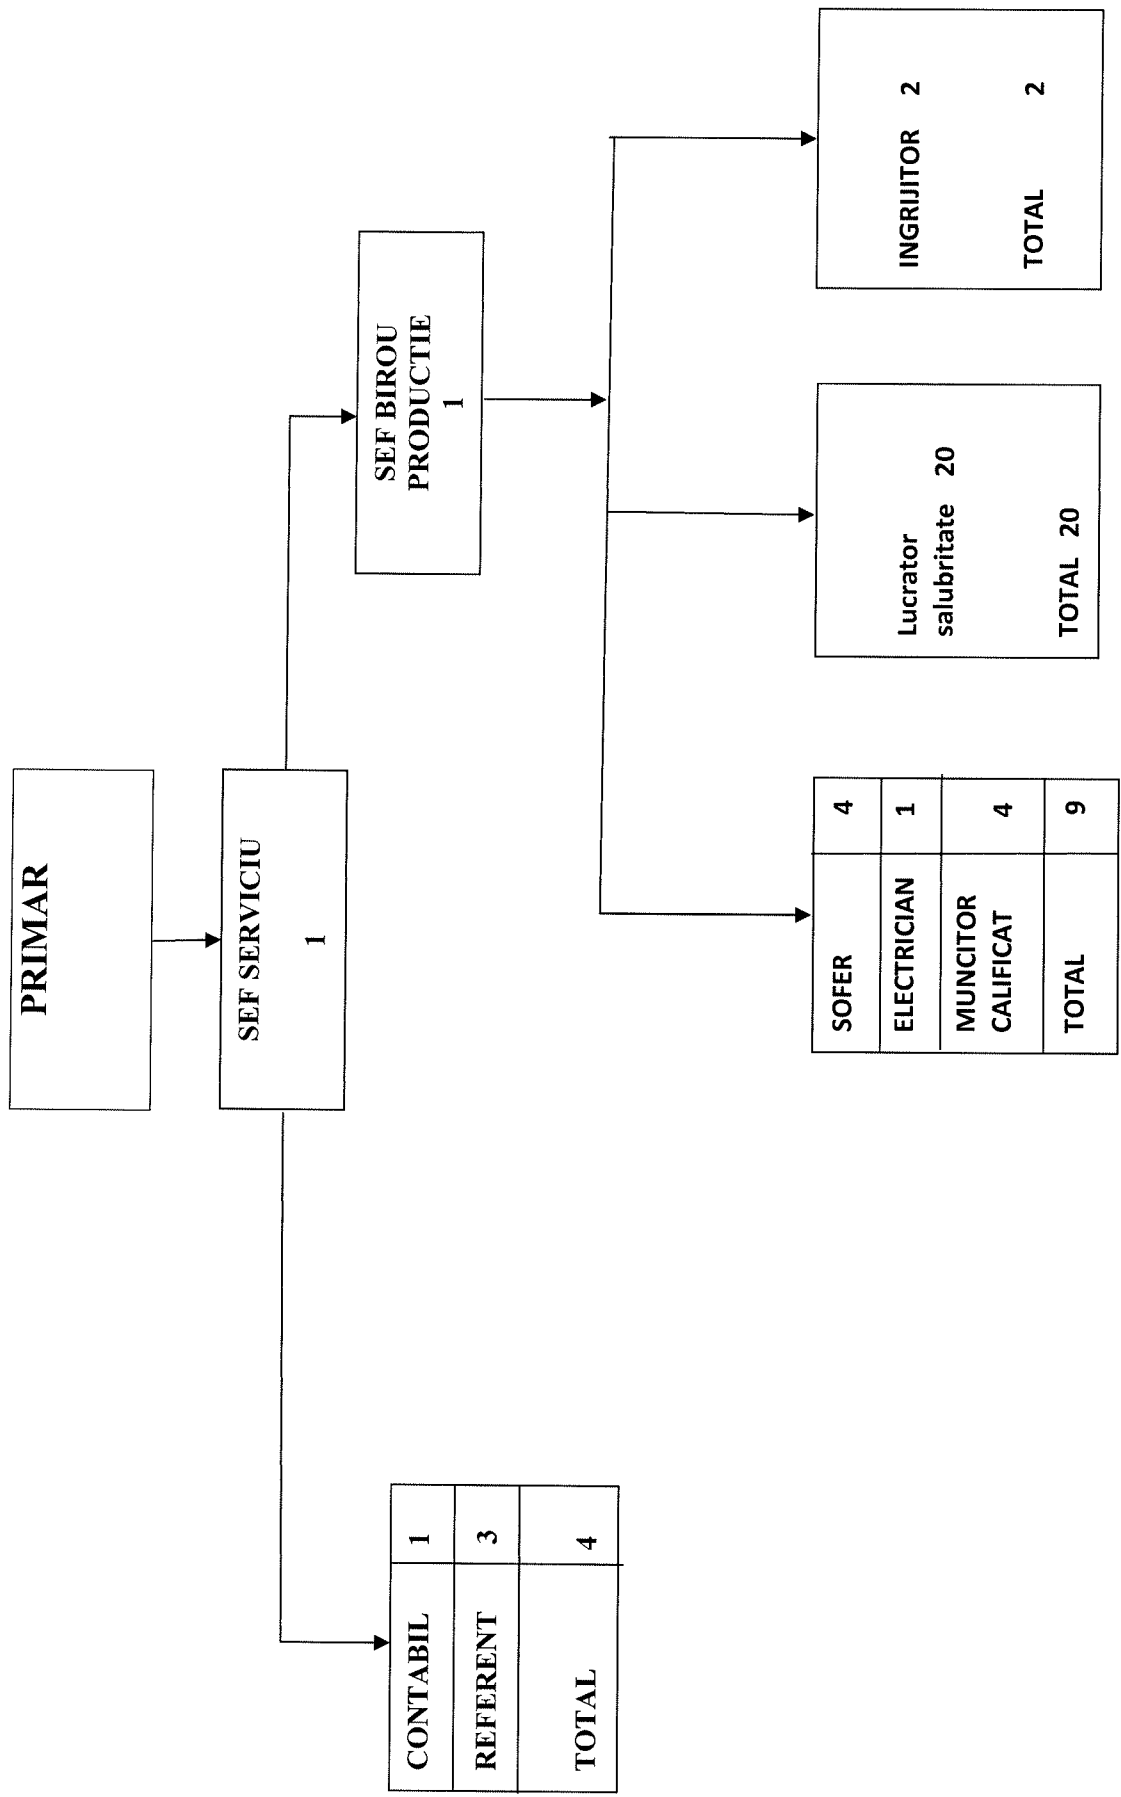 PRIMAR
SEF SERVICIU
1
CONTABIL 1
REFERENT 3
TOTAL 4
SEF BIROU
PRODUCTIE
1
SOFER 4
ELECTRICIAN 1
MUNCITOR
CALIFICAT 4
TOTAL 9
Lucrator
salubritate 20
TOTAL 20
INGRIJITOR 2
TOTAL 2